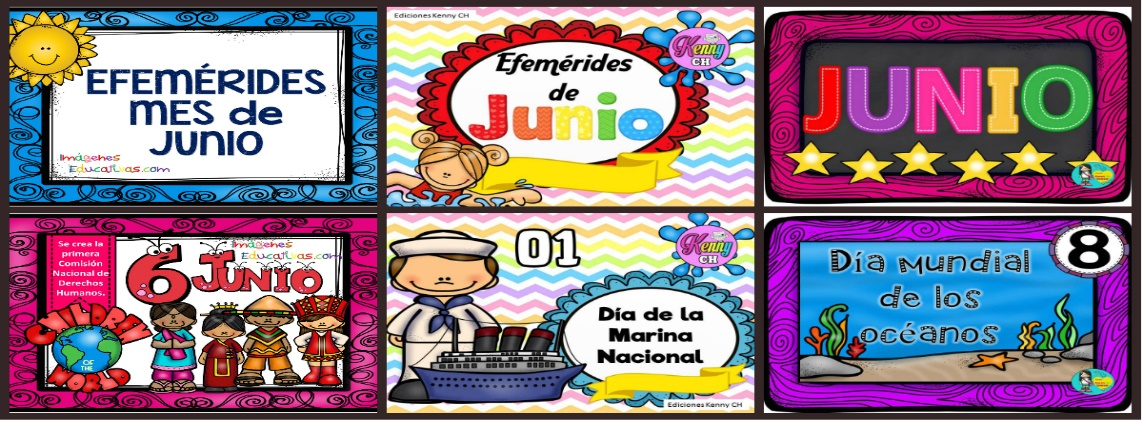 EFEMÉRIDES
MES de
JUNIO
Imágenes
Educativas.com
Ediciones Kenny CH
Kenny
CH
Efemérides
de
Junio
JUNIO
Se crea la
primera
Comisión
Nacional de
Derechos
Humanos.
6 JUNIO
Imágenes
Educativas.com
CHILDREN
OF
THE
WORLD
01
Kenny
CH
Día de la
Marina
Nacional
Ediciones Kenny CH
8
Día mundial
de los
océanos